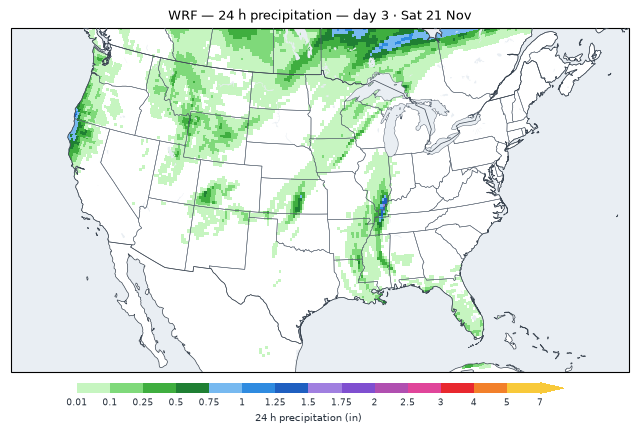 WRF — 24 h precipitation — day 3 · Sat 21 Nov
0.01 0.1 0.25 0.5 0.75 1 1.25 1.5 1.75 2 2.5 3 4 5 7
24 h precipitation (in)